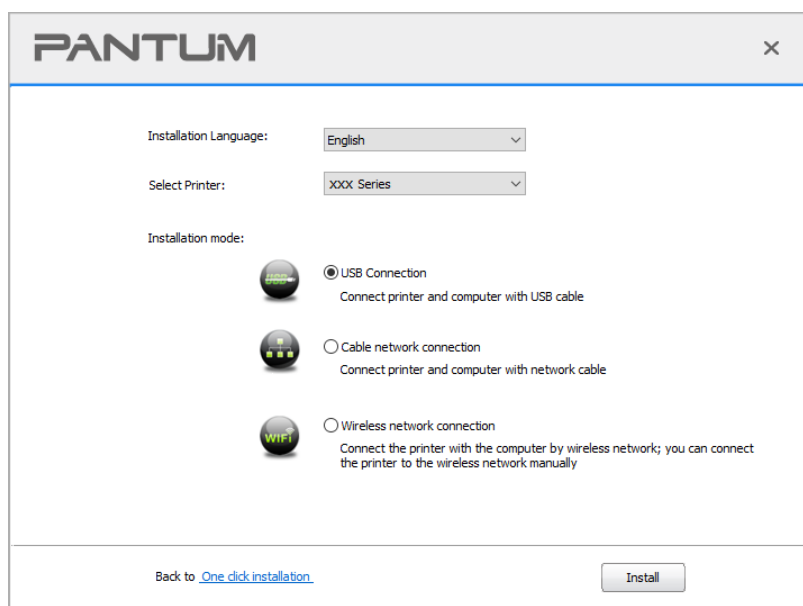 PANTUM
Installation Language:
English
Select Printer:
XXX Series
Installation mode:
USB
USB Connection
Connect printer and computer with USB cable
Cable network connection
Connect printer and computer with network cable
WiFi
Wireless network connection
Connect the printer with the computer by wireless network; you can connect
the printer to the wireless network manually
Back to One click installation
Install